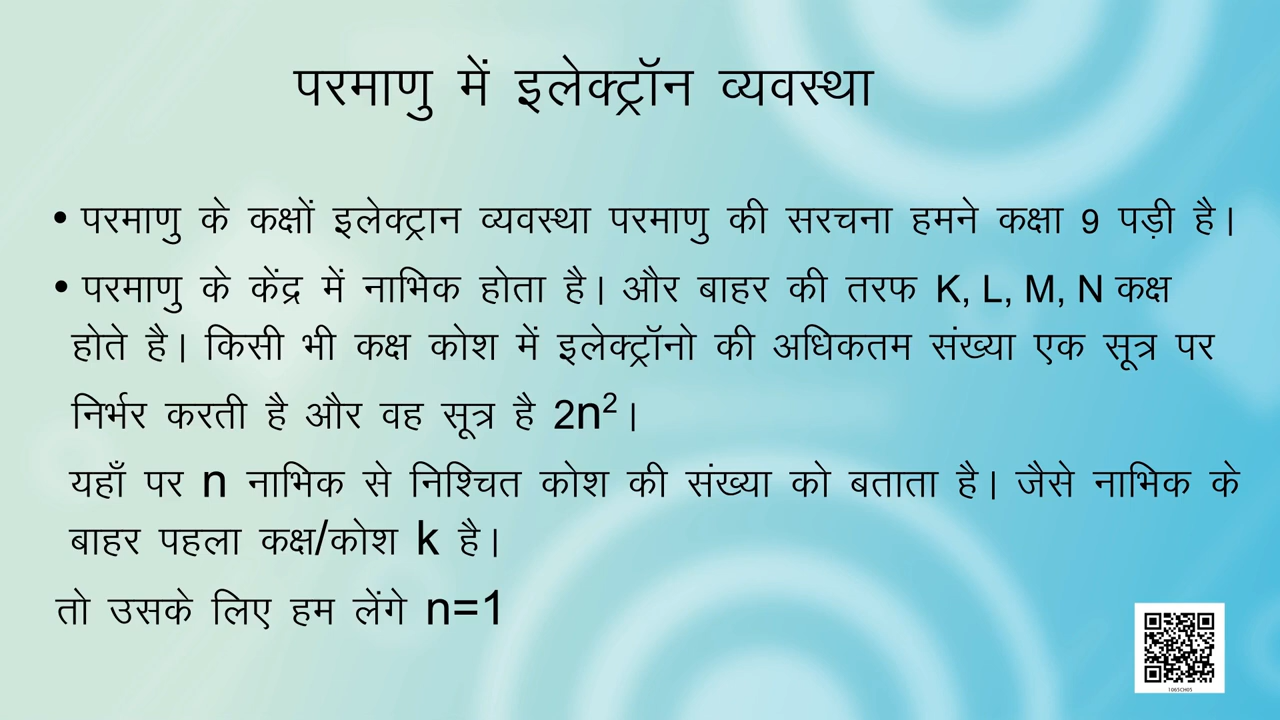 परमाणु में इलेक्ट्रॉन व्यवस्था
• परमाणु के कक्षों इलेक्ट्रान व्यवस्था परमाणु की सरचना हमने कक्षा 9 पड़ी है।
• परमाणु के केंद्र में नाभिक होता है। और बाहर की तरफ K, L, M, N कक्ष
होते है। किसी भी कक्ष कोश में इलेक्ट्रॉनो की अधिकतम संख्या एक सूत्र पर
निर्भर करती है और वह सूत्र है 2n²।
यहाँ पर n नाभिक से निश्चित कोश की संख्या को बताता है। जैसे नाभिक के
बाहर पहला कक्ष/कोश k है।
तो उसके लिए हम लेंगे n=1
1065CH05